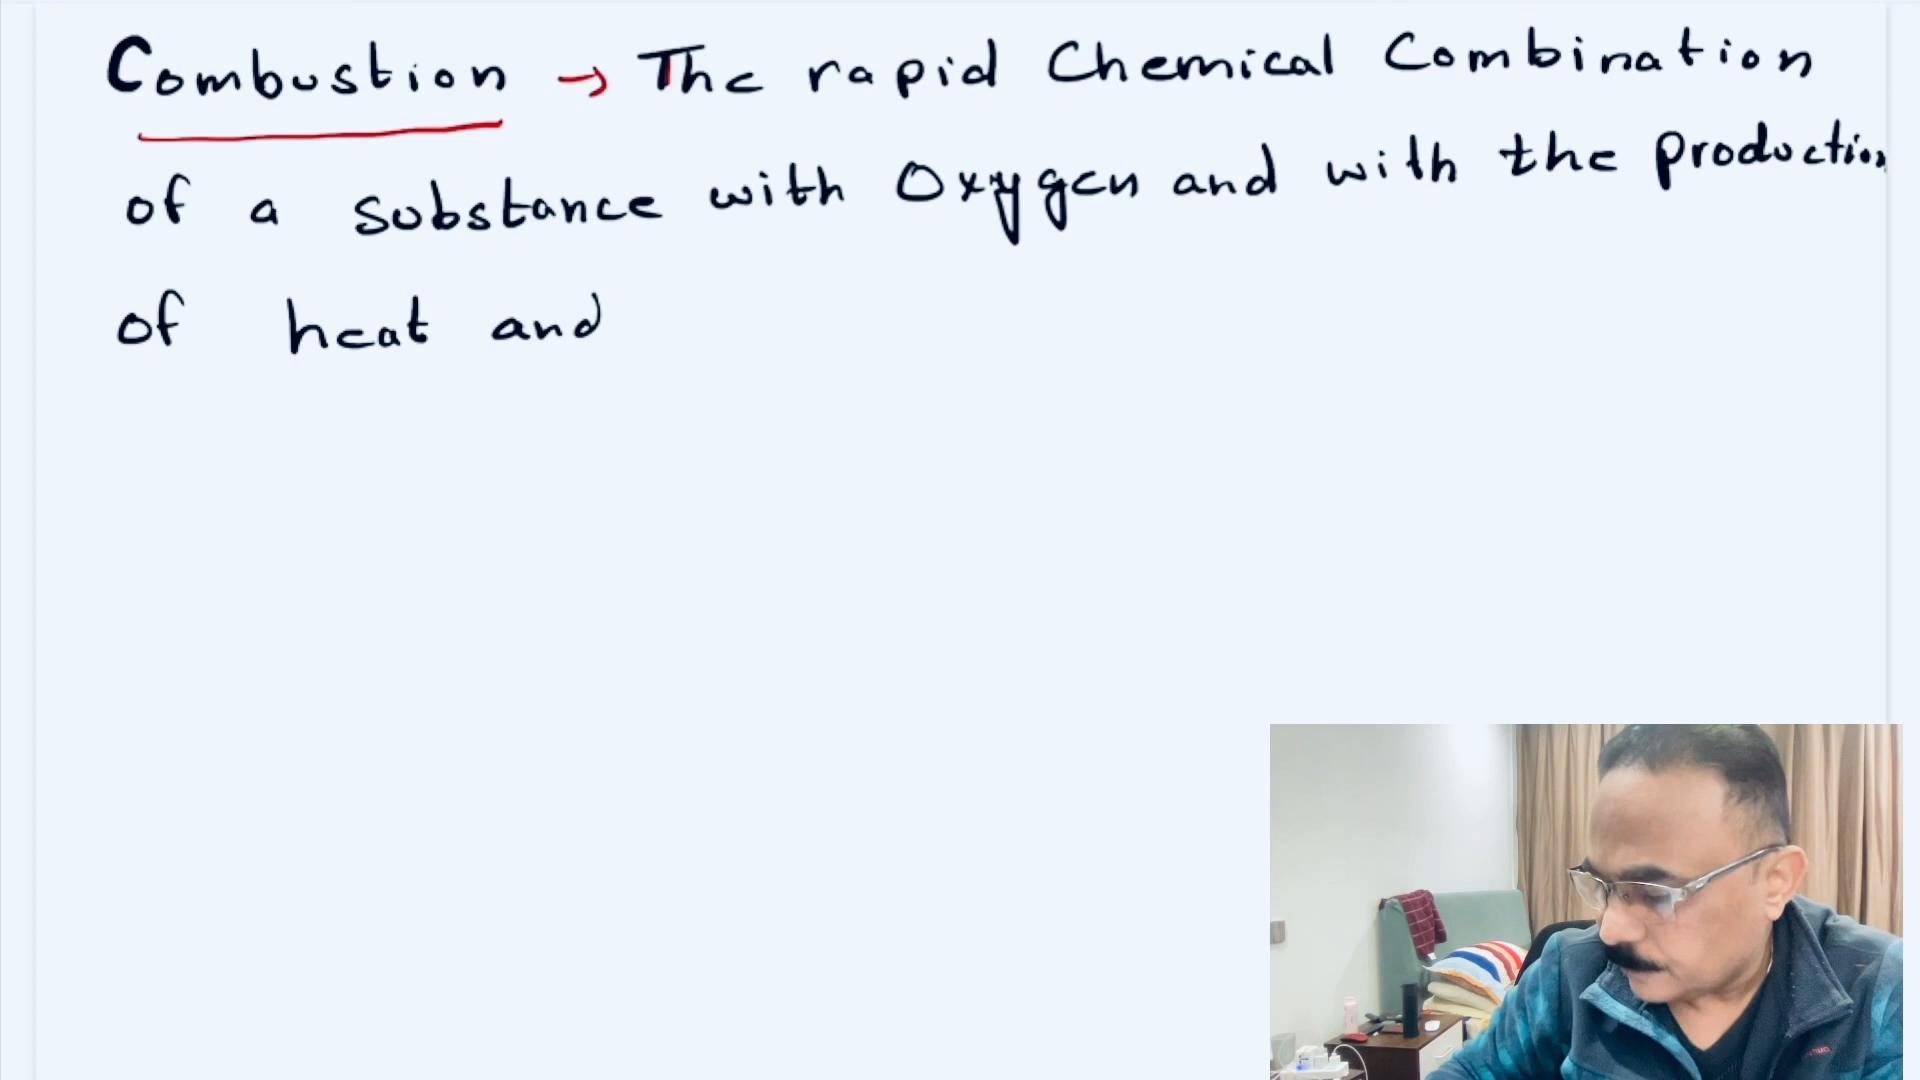 Combustion → The rapid Chemical Combination
of a substance with Oxygen and with the production
of heat and